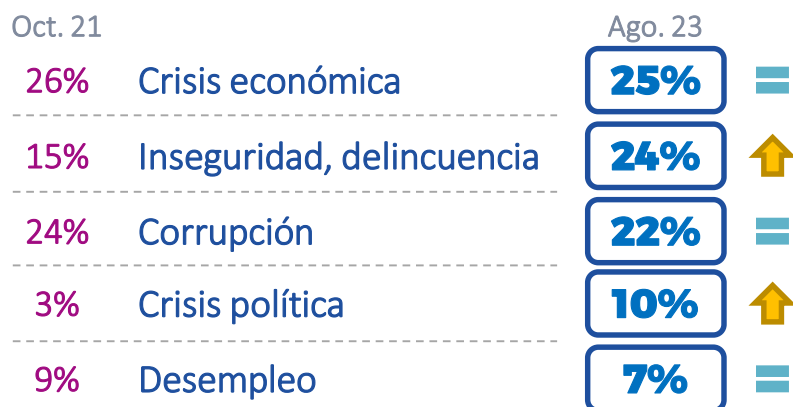 Oct. 21 Ago. 23
26% Crisis económica 25%
15% Inseguridad, delincuencia 24%
24% Corrupción 22%
3% Crisis política 10%
9% Desempleo 7%